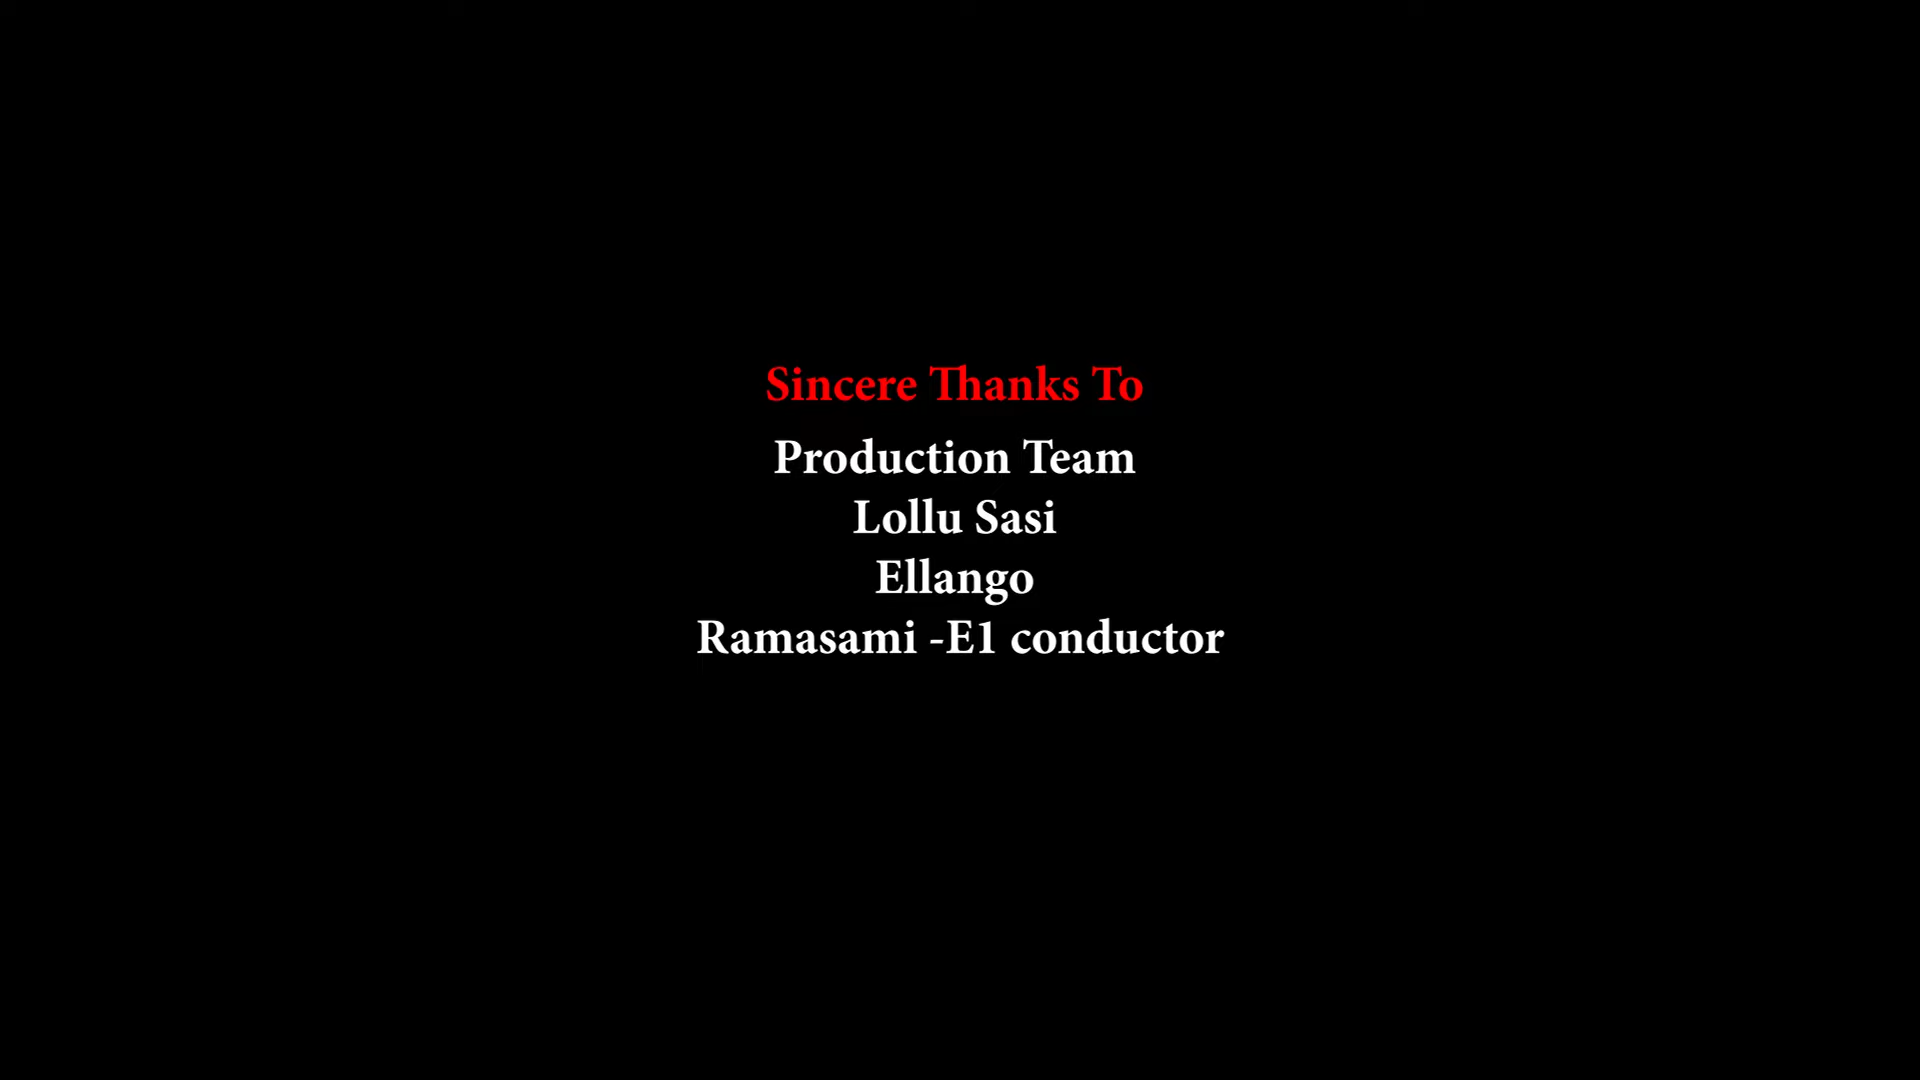 Sincere Thanks To
Production Team
Lollu Sasi
Ellango
Ramasami -E1 conductor